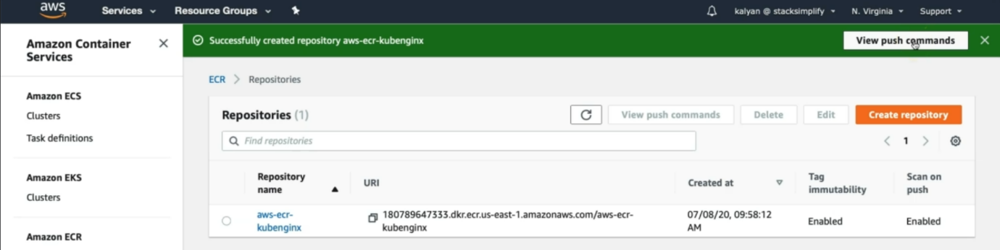 aws
Services
Resource Groups
kalyan @ stacksimplify
N. Virginia
Support
Amazon Container
Services
Successfully created repository aws-ecr-kubenginx
View push commands
Amazon ECS
Clusters
Task definitions
Amazon EKS
Clusters
Amazon ECR
ECR
Repositories
Repositories (1)
View push commands
Delete
Edit
Create repository
Find repositories
1
Repository
name
URI
Created at
Tag
immutability
Scan on
push
aws-ecr-
kubenginx
180789647333.dkr.ecr.us-east-1.amazonaws.com/aws-ecr-
kubenginx
07/08/20, 09:58:12
AM
Enabled
Enabled